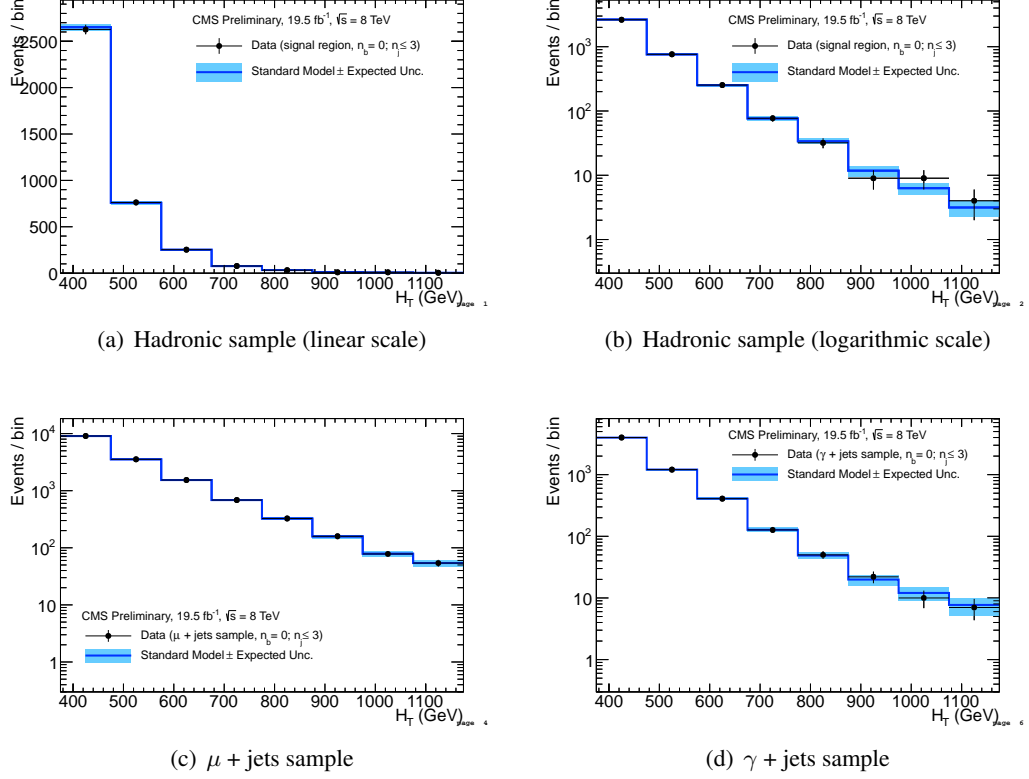 Events / bin
CMS Preliminary, 19.5 fb⁻¹, √s = 8 TeV
Data (signal region, n_b = 0; n_j ≤ 3)
Standard Model ± Expected Unc.
2500
2000
1500
1000
500
0
400 500 600 700 800 900 1000 1100
H_T (GeV)
page 1
(a) Hadronic sample (linear scale)
Events / bin
CMS Preliminary, 19.5 fb⁻¹, √s = 8 TeV
Data (signal region, n_b = 0; n_j ≤ 3)
Standard Model ± Expected Unc.
10³
10²
10
1
400 500 600 700 800 900 1000 1100
H_T (GeV)
page 2
(b) Hadronic sample (logarithmic scale)
Events / bin
10⁴
10³
10²
10
1
CMS Preliminary, 19.5 fb⁻¹, √s = 8 TeV
Data (μ + jets sample, n_b = 0; n_j ≤ 3)
Standard Model ± Expected Unc.
400 500 600 700 800 900 1000 1100
H_T (GeV)
page 4
(c) μ + jets sample
Events / bin
CMS Preliminary, 19.5 fb⁻¹, √s = 8 TeV
Data (γ + jets sample, n_b = 0; n_j ≤ 3)
Standard Model ± Expected Unc.
10³
10²
10
1
400 500 600 700 800 900 1000 1100
H_T (GeV)
page 6
(d) γ + jets sample